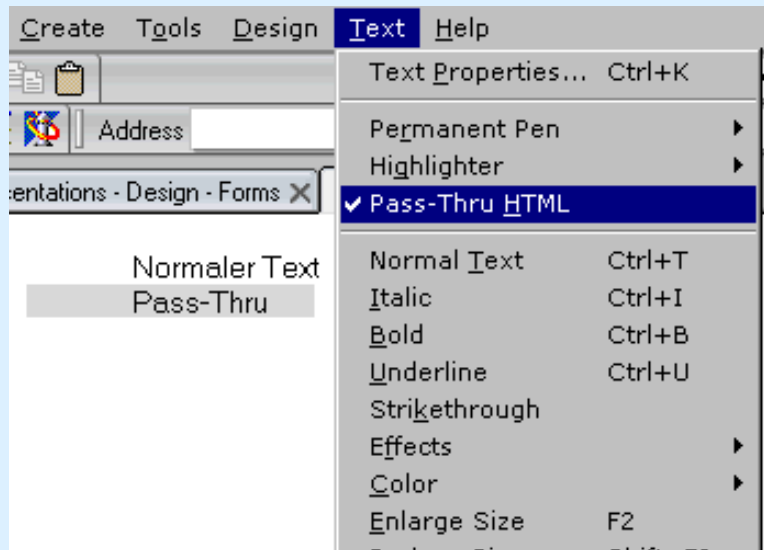 Create Tools Design Text Help
Text Properties... Ctrl+K
Address
Permanent Pen
Highlighter
entations - Design - Forms
Pass-Thru HTML
Normaler Text
Pass-Thru
Normal Text Ctrl+T
Italic Ctrl+I
Bold Ctrl+B
Underline Ctrl+U
Strikethrough
Effects
Color
Enlarge Size F2